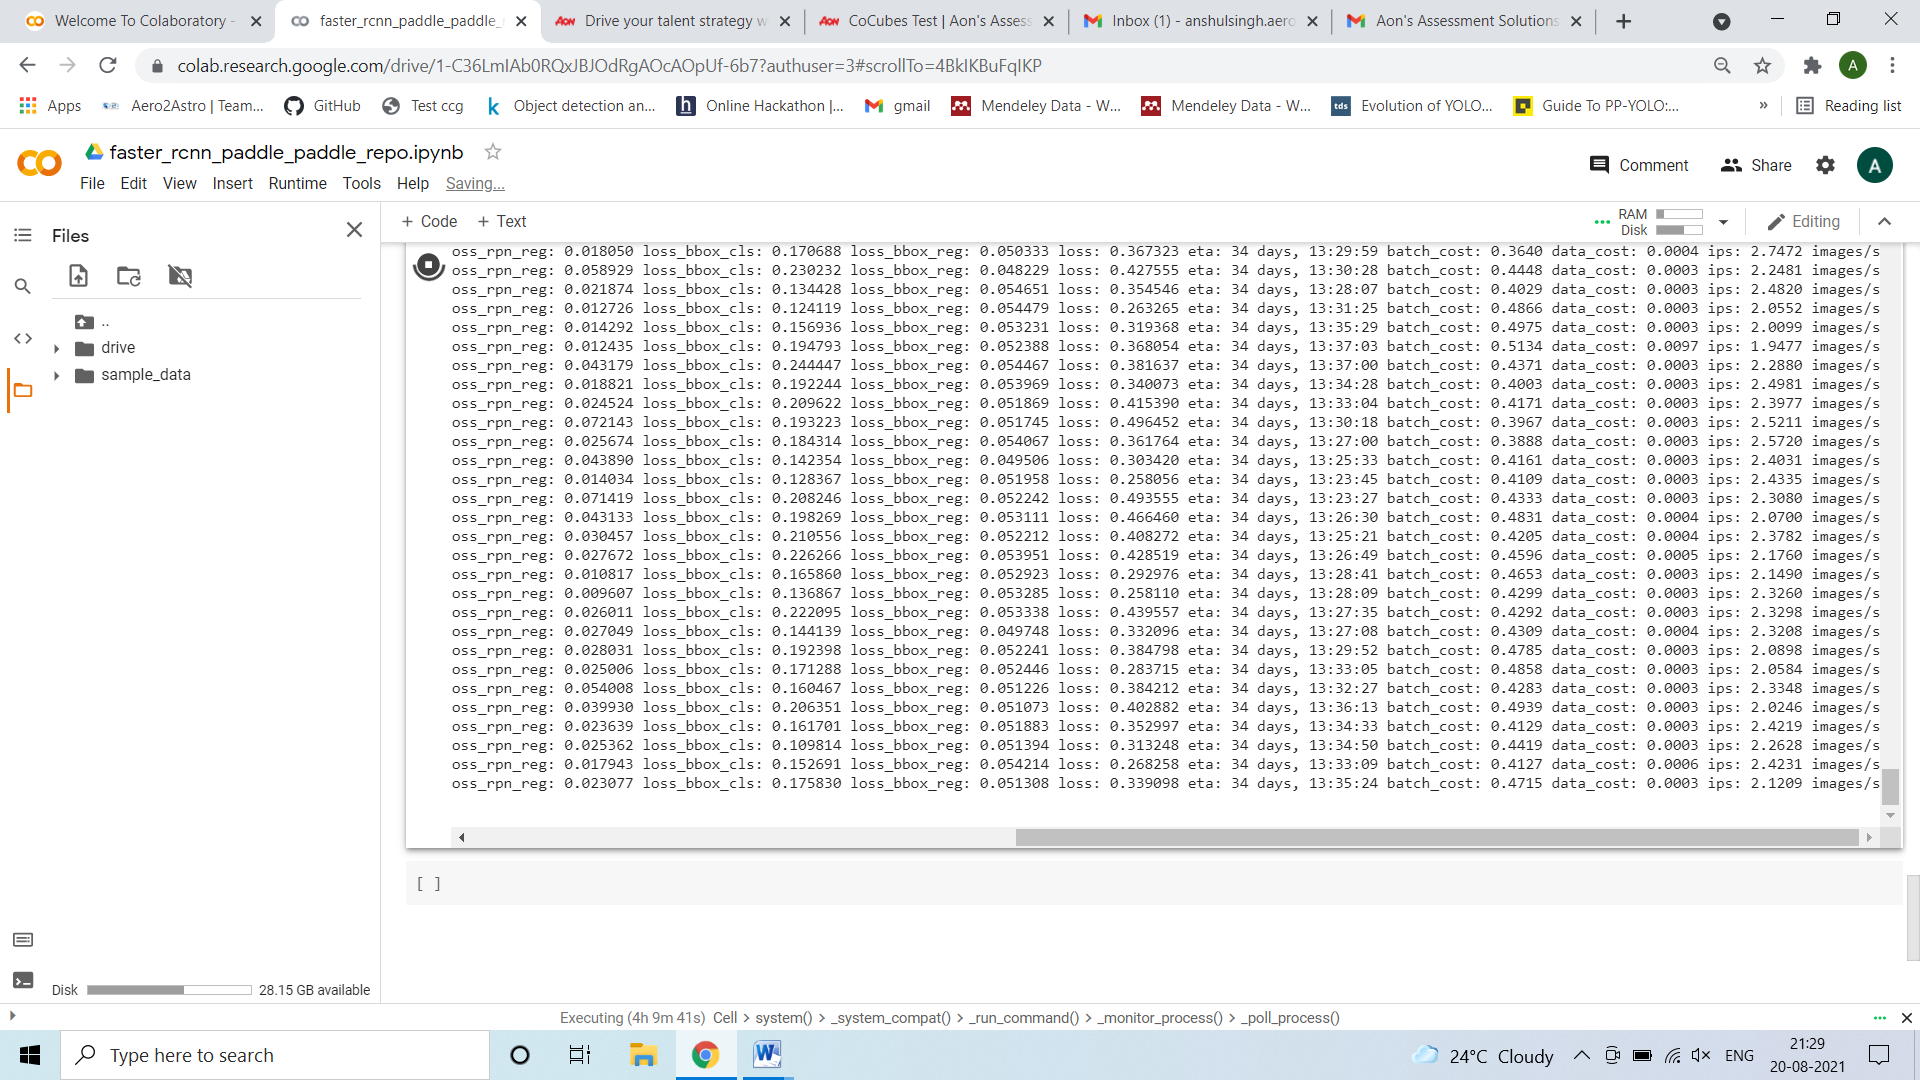 Welcome To Colaboratory -
faster_rcnn_paddle_paddle_
Drive your talent strategy w
CoCubes Test | Aon's Assess
Inbox (1) - anshulsingh.aero
Aon's Assessment Solutions
colab.research.google.com/drive/1-C36LmIAb0RQxJBJOdRgAOcAOpUf-6b7?authuser=3#scrollTo=4BkIKBuFqIKP
A
Apps
Aero2Astro | Team...
GitHub
Test ccg
Object detection an...
Online Hackathon |...
gmail
Mendeley Data - W...
Mendeley Data - W...
Evolution of YOLO...
Guide To PP-YOLO:...
»
Reading list
faster_rcnn_paddle_paddle_repo.ipynb
Comment
Share
A
File Edit View Insert Runtime Tools Help Saving...
Files
+ Code + Text
RAM
Disk
Editing
..
drive
sample_data
oss_rpn_reg: 0.018050 loss_bbox_cls: 0.170688 loss_bbox_reg: 0.050333 loss: 0.367323 eta: 34 days, 13:29:59 batch_cost: 0.3640 data_cost: 0.0004 ips: 2.7472 images/s
oss_rpn_reg: 0.058929 loss_bbox_cls: 0.230232 loss_bbox_reg: 0.048229 loss: 0.427555 eta: 34 days, 13:30:28 batch_cost: 0.4448 data_cost: 0.0003 ips: 2.2481 images/s
oss_rpn_reg: 0.021874 loss_bbox_cls: 0.134428 loss_bbox_reg: 0.054651 loss: 0.354546 eta: 34 days, 13:28:07 batch_cost: 0.4029 data_cost: 0.0003 ips: 2.4820 images/s
oss_rpn_reg: 0.012726 loss_bbox_cls: 0.124119 loss_bbox_reg: 0.054479 loss: 0.263265 eta: 34 days, 13:31:25 batch_cost: 0.4866 data_cost: 0.0003 ips: 2.0552 images/s
oss_rpn_reg: 0.014292 loss_bbox_cls: 0.156936 loss_bbox_reg: 0.053231 loss: 0.319368 eta: 34 days, 13:35:29 batch_cost: 0.4975 data_cost: 0.0003 ips: 2.0099 images/s
oss_rpn_reg: 0.012435 loss_bbox_cls: 0.194793 loss_bbox_reg: 0.052388 loss: 0.368054 eta: 34 days, 13:37:03 batch_cost: 0.5134 data_cost: 0.0097 ips: 1.9477 images/s
oss_rpn_reg: 0.043179 loss_bbox_cls: 0.244447 loss_bbox_reg: 0.054467 loss: 0.381637 eta: 34 days, 13:37:00 batch_cost: 0.4371 data_cost: 0.0003 ips: 2.2880 images/s
oss_rpn_reg: 0.018821 loss_bbox_cls: 0.192244 loss_bbox_reg: 0.053969 loss: 0.340073 eta: 34 days, 13:34:28 batch_cost: 0.4003 data_cost: 0.0003 ips: 2.4981 images/s
oss_rpn_reg: 0.024524 loss_bbox_cls: 0.209622 loss_bbox_reg: 0.051869 loss: 0.415390 eta: 34 days, 13:33:04 batch_cost: 0.4171 data_cost: 0.0003 ips: 2.3977 images/s
oss_rpn_reg: 0.072143 loss_bbox_cls: 0.193223 loss_bbox_reg: 0.051745 loss: 0.496452 eta: 34 days, 13:30:18 batch_cost: 0.3967 data_cost: 0.0003 ips: 2.5211 images/s
oss_rpn_reg: 0.025674 loss_bbox_cls: 0.184314 loss_bbox_reg: 0.054067 loss: 0.361764 eta: 34 days, 13:27:00 batch_cost: 0.3888 data_cost: 0.0003 ips: 2.5720 images/s
oss_rpn_reg: 0.043890 loss_bbox_cls: 0.142354 loss_bbox_reg: 0.049506 loss: 0.303420 eta: 34 days, 13:25:33 batch_cost: 0.4161 data_cost: 0.0003 ips: 2.4031 images/s
oss_rpn_reg: 0.014034 loss_bbox_cls: 0.128367 loss_bbox_reg: 0.051958 loss: 0.258056 eta: 34 days, 13:23:45 batch_cost: 0.4109 data_cost: 0.0003 ips: 2.4335 images/s
oss_rpn_reg: 0.071419 loss_bbox_cls: 0.208246 loss_bbox_reg: 0.052242 loss: 0.493555 eta: 34 days, 13:23:27 batch_cost: 0.4333 data_cost: 0.0003 ips: 2.3080 images/s
oss_rpn_reg: 0.043133 loss_bbox_cls: 0.198269 loss_bbox_reg: 0.053111 loss: 0.466460 eta: 34 days, 13:26:30 batch_cost: 0.4831 data_cost: 0.0004 ips: 2.0700 images/s
oss_rpn_reg: 0.030457 loss_bbox_cls: 0.210556 loss_bbox_reg: 0.052212 loss: 0.408272 eta: 34 days, 13:25:21 batch_cost: 0.4205 data_cost: 0.0004 ips: 2.3782 images/s
oss_rpn_reg: 0.027672 loss_bbox_cls: 0.226266 loss_bbox_reg: 0.053951 loss: 0.428519 eta: 34 days, 13:26:49 batch_cost: 0.4596 data_cost: 0.0005 ips: 2.1760 images/s
oss_rpn_reg: 0.010817 loss_bbox_cls: 0.165860 loss_bbox_reg: 0.052923 loss: 0.292976 eta: 34 days, 13:28:41 batch_cost: 0.4653 data_cost: 0.0003 ips: 2.1490 images/s
oss_rpn_reg: 0.009607 loss_bbox_cls: 0.136867 loss_bbox_reg: 0.053285 loss: 0.258110 eta: 34 days, 13:28:09 batch_cost: 0.4299 data_cost: 0.0003 ips: 2.3260 images/s
oss_rpn_reg: 0.026011 loss_bbox_cls: 0.222095 loss_bbox_reg: 0.053338 loss: 0.439557 eta: 34 days, 13:27:35 batch_cost: 0.4292 data_cost: 0.0003 ips: 2.3298 images/s
oss_rpn_reg: 0.027049 loss_bbox_cls: 0.144139 loss_bbox_reg: 0.049748 loss: 0.332096 eta: 34 days, 13:27:08 batch_cost: 0.4309 data_cost: 0.0004 ips: 2.3208 images/s
oss_rpn_reg: 0.028031 loss_bbox_cls: 0.192398 loss_bbox_reg: 0.052241 loss: 0.384798 eta: 34 days, 13:29:52 batch_cost: 0.4785 data_cost: 0.0003 ips: 2.0898 images/s
oss_rpn_reg: 0.025006 loss_bbox_cls: 0.171288 loss_bbox_reg: 0.052446 loss: 0.283715 eta: 34 days, 13:33:05 batch_cost: 0.4858 data_cost: 0.0003 ips: 2.0584 images/s
oss_rpn_reg: 0.054008 loss_bbox_cls: 0.160467 loss_bbox_reg: 0.051226 loss: 0.384212 eta: 34 days, 13:32:27 batch_cost: 0.4283 data_cost: 0.0003 ips: 2.3348 images/s
oss_rpn_reg: 0.039930 loss_bbox_cls: 0.206351 loss_bbox_reg: 0.051073 loss: 0.402882 eta: 34 days, 13:36:13 batch_cost: 0.4939 data_cost: 0.0003 ips: 2.0246 images/s
oss_rpn_reg: 0.023639 loss_bbox_cls: 0.161701 loss_bbox_reg: 0.051883 loss: 0.352997 eta: 34 days, 13:34:33 batch_cost: 0.4129 data_cost: 0.0003 ips: 2.4219 images/s
oss_rpn_reg: 0.025362 loss_bbox_cls: 0.109814 loss_bbox_reg: 0.051394 loss: 0.313248 eta: 34 days, 13:34:50 batch_cost: 0.4419 data_cost: 0.0003 ips: 2.2628 images/s
oss_rpn_reg: 0.017943 loss_bbox_cls: 0.152691 loss_bbox_reg: 0.054214 loss: 0.268258 eta: 34 days, 13:33:09 batch_cost: 0.4127 data_cost: 0.0006 ips: 2.4231 images/s
oss_rpn_reg: 0.023077 loss_bbox_cls: 0.175830 loss_bbox_reg: 0.051308 loss: 0.339098 eta: 34 days, 13:35:24 batch_cost: 0.4715 data_cost: 0.0003 ips: 2.1209 images/s
[ ]
Disk 28.15 GB available
Executing (4h 9m 41s) Cell > system() > _system_compat() > _run_command() > _monitor_process() > _poll_process()
Type here to search
24°C Cloudy
ENG
21:29
20-08-2021